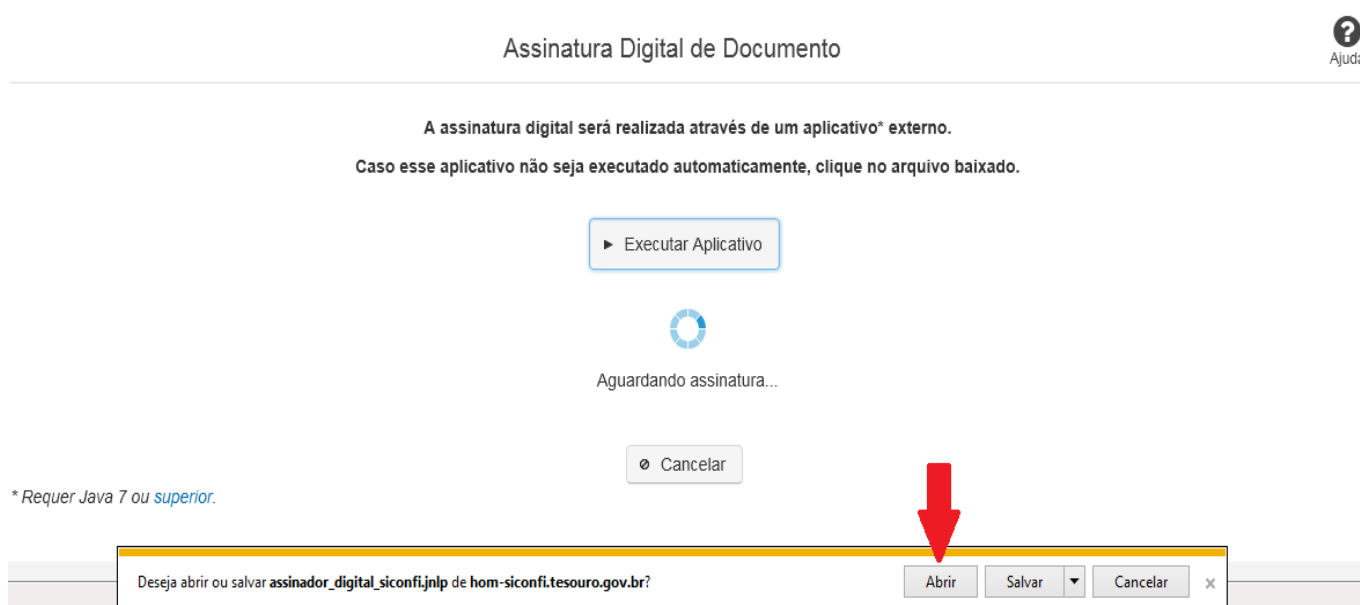 Assinatura Digital de Documento
Ajuda
A assinatura digital será realizada através de um aplicativo* externo.
Caso esse aplicativo não seja executado automaticamente, clique no arquivo baixado.
Executar Aplicativo
Aguardando assinatura...
Cancelar
* Requer Java 7 ou superior.
Deseja abrir ou salvar assinador_digital_siconfi.jnlp de hom-siconfi.tesouro.gov.br? Abrir Salvar Cancelar